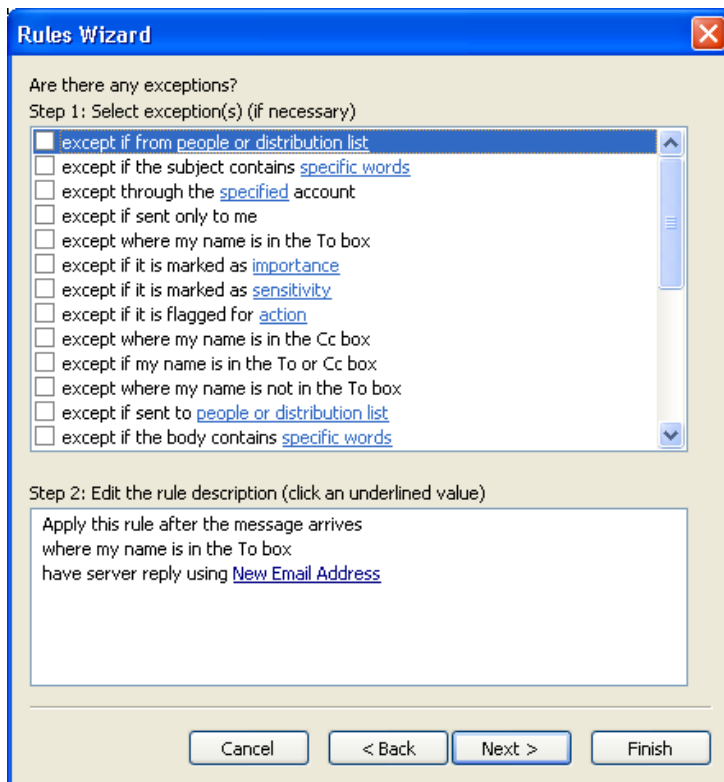 Rules Wizard
Are there any exceptions?
Step 1: Select exception(s) (if necessary)
except if from people or distribution list
except if the subject contains specific words
except through the specified account
except if sent only to me
except where my name is in the To box
except if it is marked as importance
except if it is marked as sensitivity
except if it is flagged for action
except where my name is in the Cc box
except if my name is in the To or Cc box
except where my name is not in the To box
except if sent to people or distribution list
except if the body contains specific words
Step 2: Edit the rule description (click an underlined value)
Apply this rule after the message arrives
where my name is in the To box
have server reply using New Email Address
Cancel < Back Next > Finish